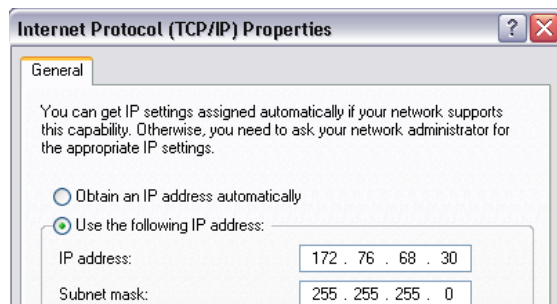 Internet Protocol (TCP/IP) Properties
General
You can get IP settings assigned automatically if your network supports
this capability. Otherwise, you need to ask your network administrator for
the appropriate IP settings.
Obtain an IP address automatically
Use the following IP address:
IP address: 172 . 76 . 68 . 30
Subnet mask: 255 . 255 . 255 . 0